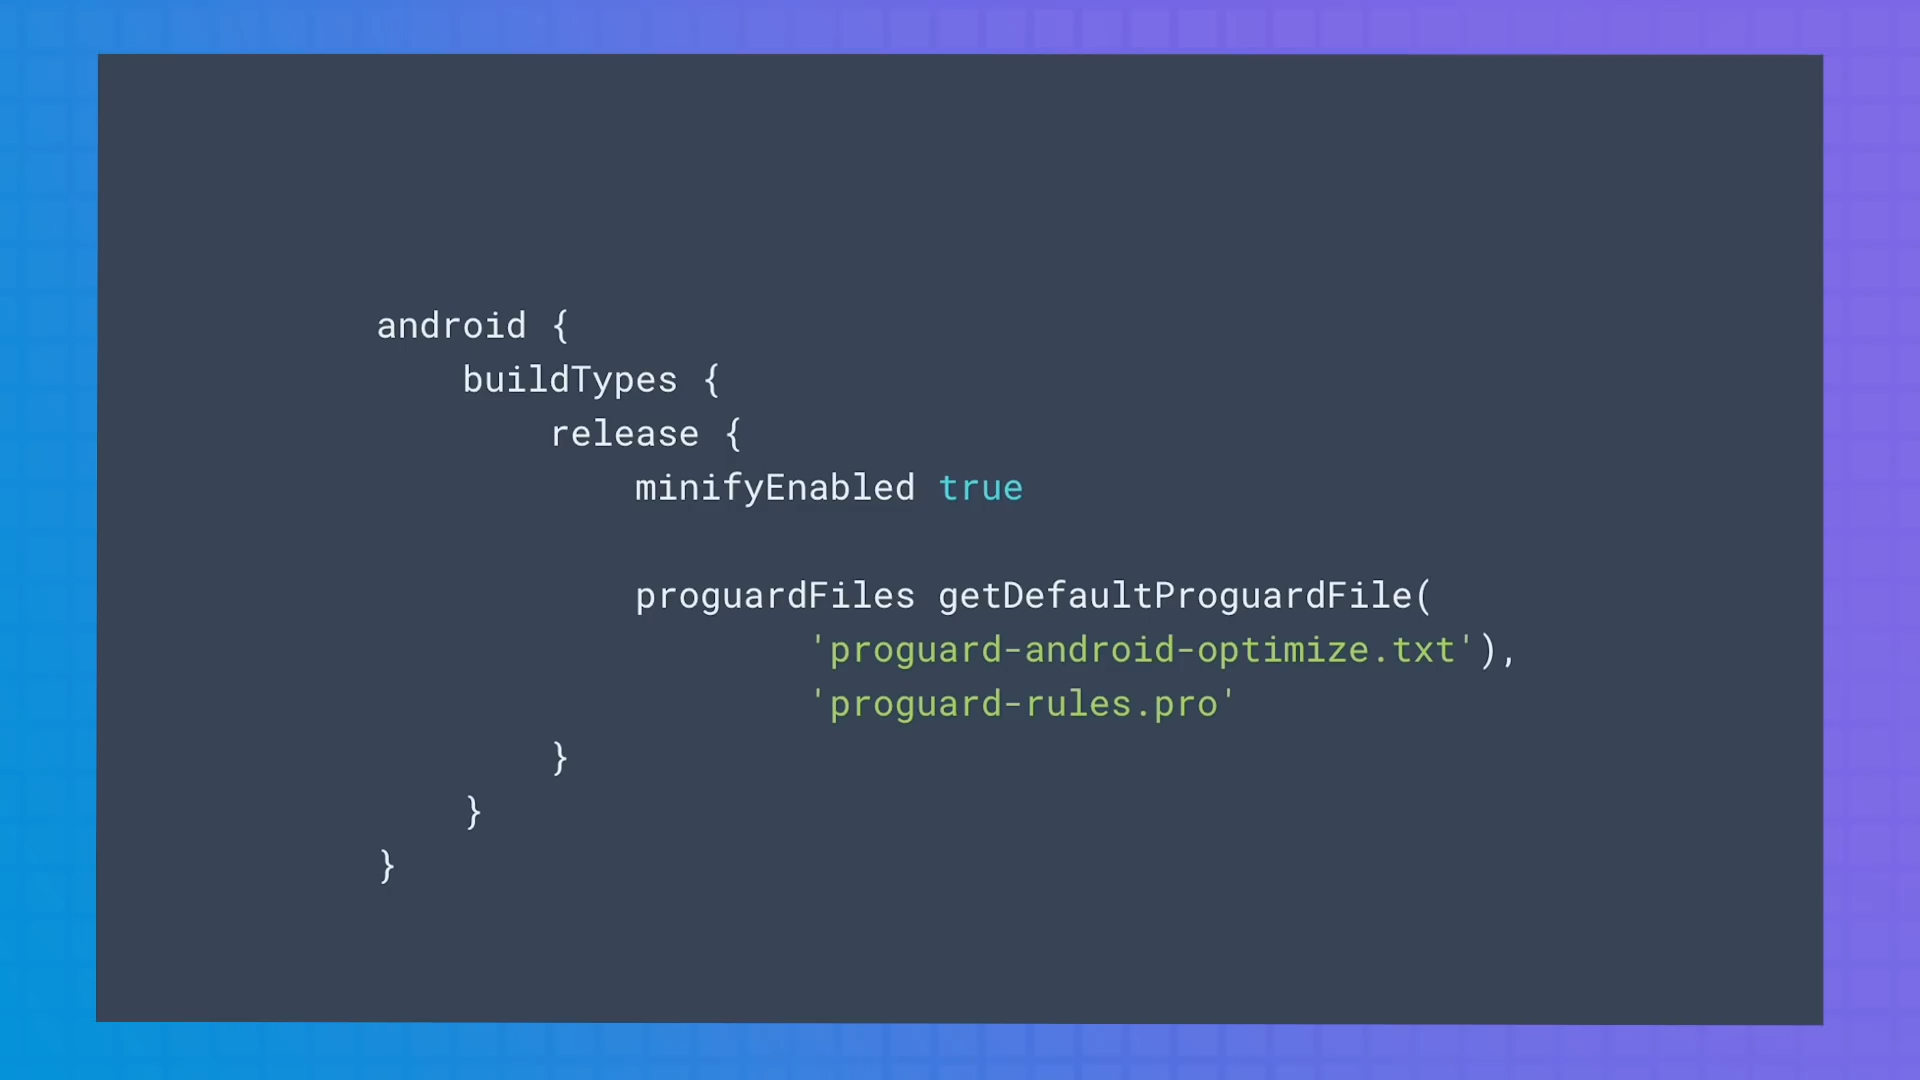 android {
buildTypes {
release {
minifyEnabled true
proguardFiles getDefaultProguardFile(
'proguard-android-optimize.txt'),
'proguard-rules.pro'
}
}
}